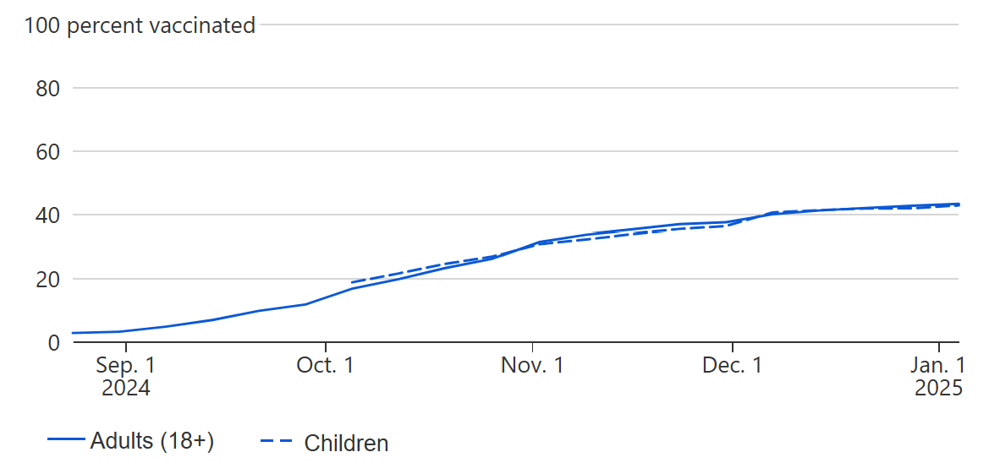 100 percent vaccinated
80
60
40
20
0
Sep. 1 Oct. 1 Nov. 1 Dec. 1 Jan. 1
2024 2025
Adults (18+) Children